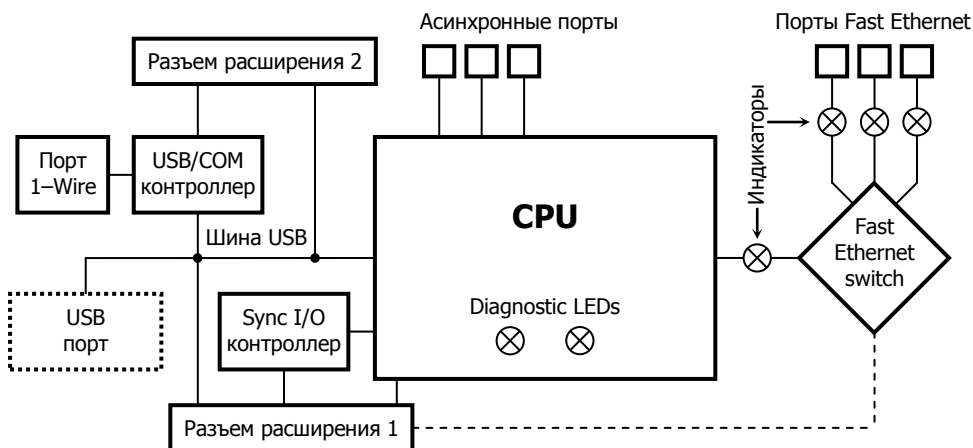 Асинхронные порты
Порты Fast Ethernet
Разъем расширения 2
Индикаторы
Порт
1–Wire
USB/COM
контроллер
CPU
Шина USB
Fast
Ethernet
switch
USB
порт
Sync I/O
контроллер
Diagnostic LEDs
Разъем расширения 1